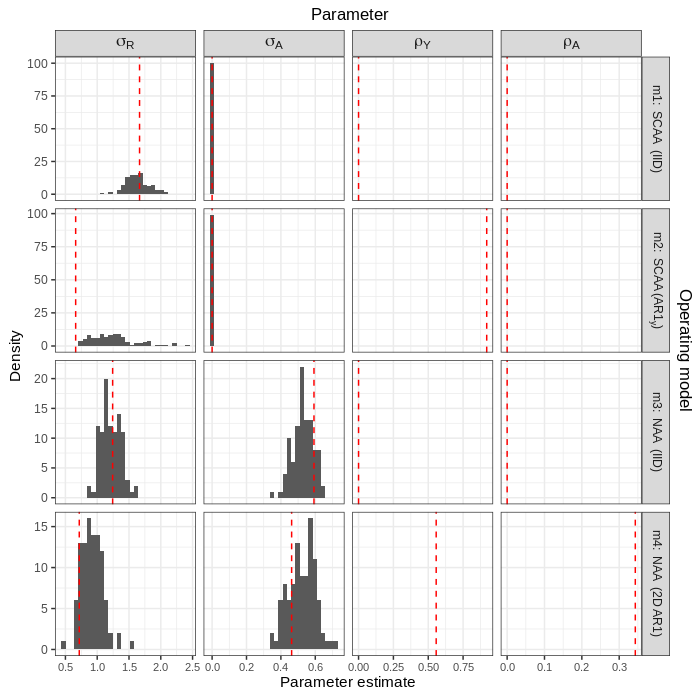 Parameter
σR σA ρY ρA
100
75
50
25
0
m1: SCAA (IID)
100
75
50
25
0
m2: SCAA (AR1y)
20
15
10
5
0
m3: NAA (IID)
15
10
5
0
m4: NAA (2D AR1)
Density
Operating model
0.5 1.0 1.5 2.0 2.5 0.0 0.2 0.4 0.6 0.00 0.25 0.50 0.75 0.0 0.1 0.2 0.3
Parameter estimate